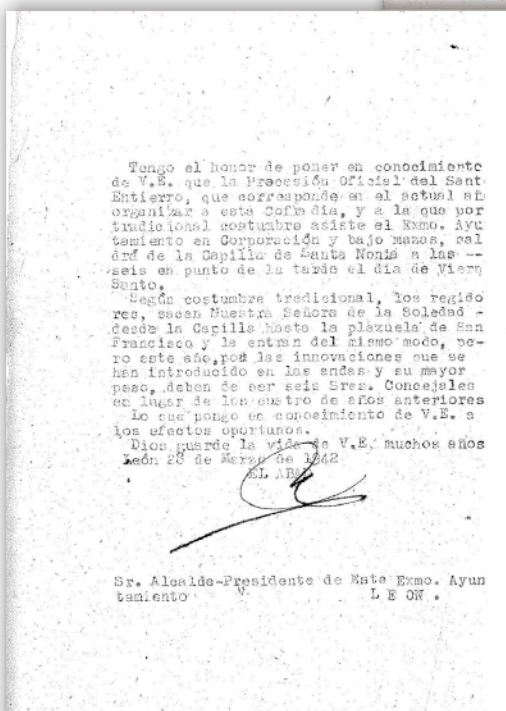 Tengo el honor de poner en conocimiento
de V.E. que la Procesión Oficial del Sant
Entierro, que corresponde en el actual añ
organizar a esta Cofradia, y a la que por
tradicional costumbre asiste el Exmo. Ayu
tamiento en Corporación y bajo mazas, sal
drá de la Capilla de Santa Nonia a las --
seis en punto de la tarde el dia de Viern
Santo.
Según costumbre tradicional, los regido
res, sacan Nuestra Señora de la Soledad -
desde la Capilla hasta la plazuela de San
Francisco y la entran del mismo modo, pe-
ro este año, por las innovaciones que se
han introducido en las andas y su mayor
peso, deben de ser seis Sres. Concejales
en lugar de los cuatro de años anteriores
Lo que pongo en conocimiento de V.E. a
los efectos oportunos.
Dios guarde la vida de V.E. muchos años
León 28 de Marzo de 1942
EL ABAD
Sr. Alcalde-Presidente de Este Exmo. Ayun
tamiento L E O N .